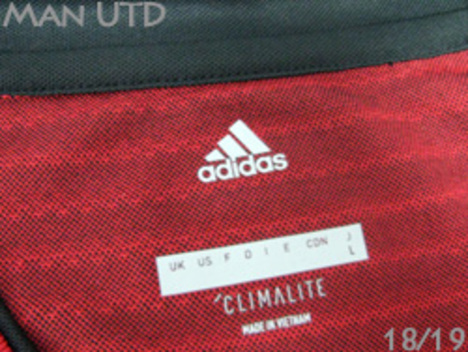 MAN UTD
adidas
UK US F D I E CDN J
L
CLIMALITE
MADE IN VIETNAM
18/19